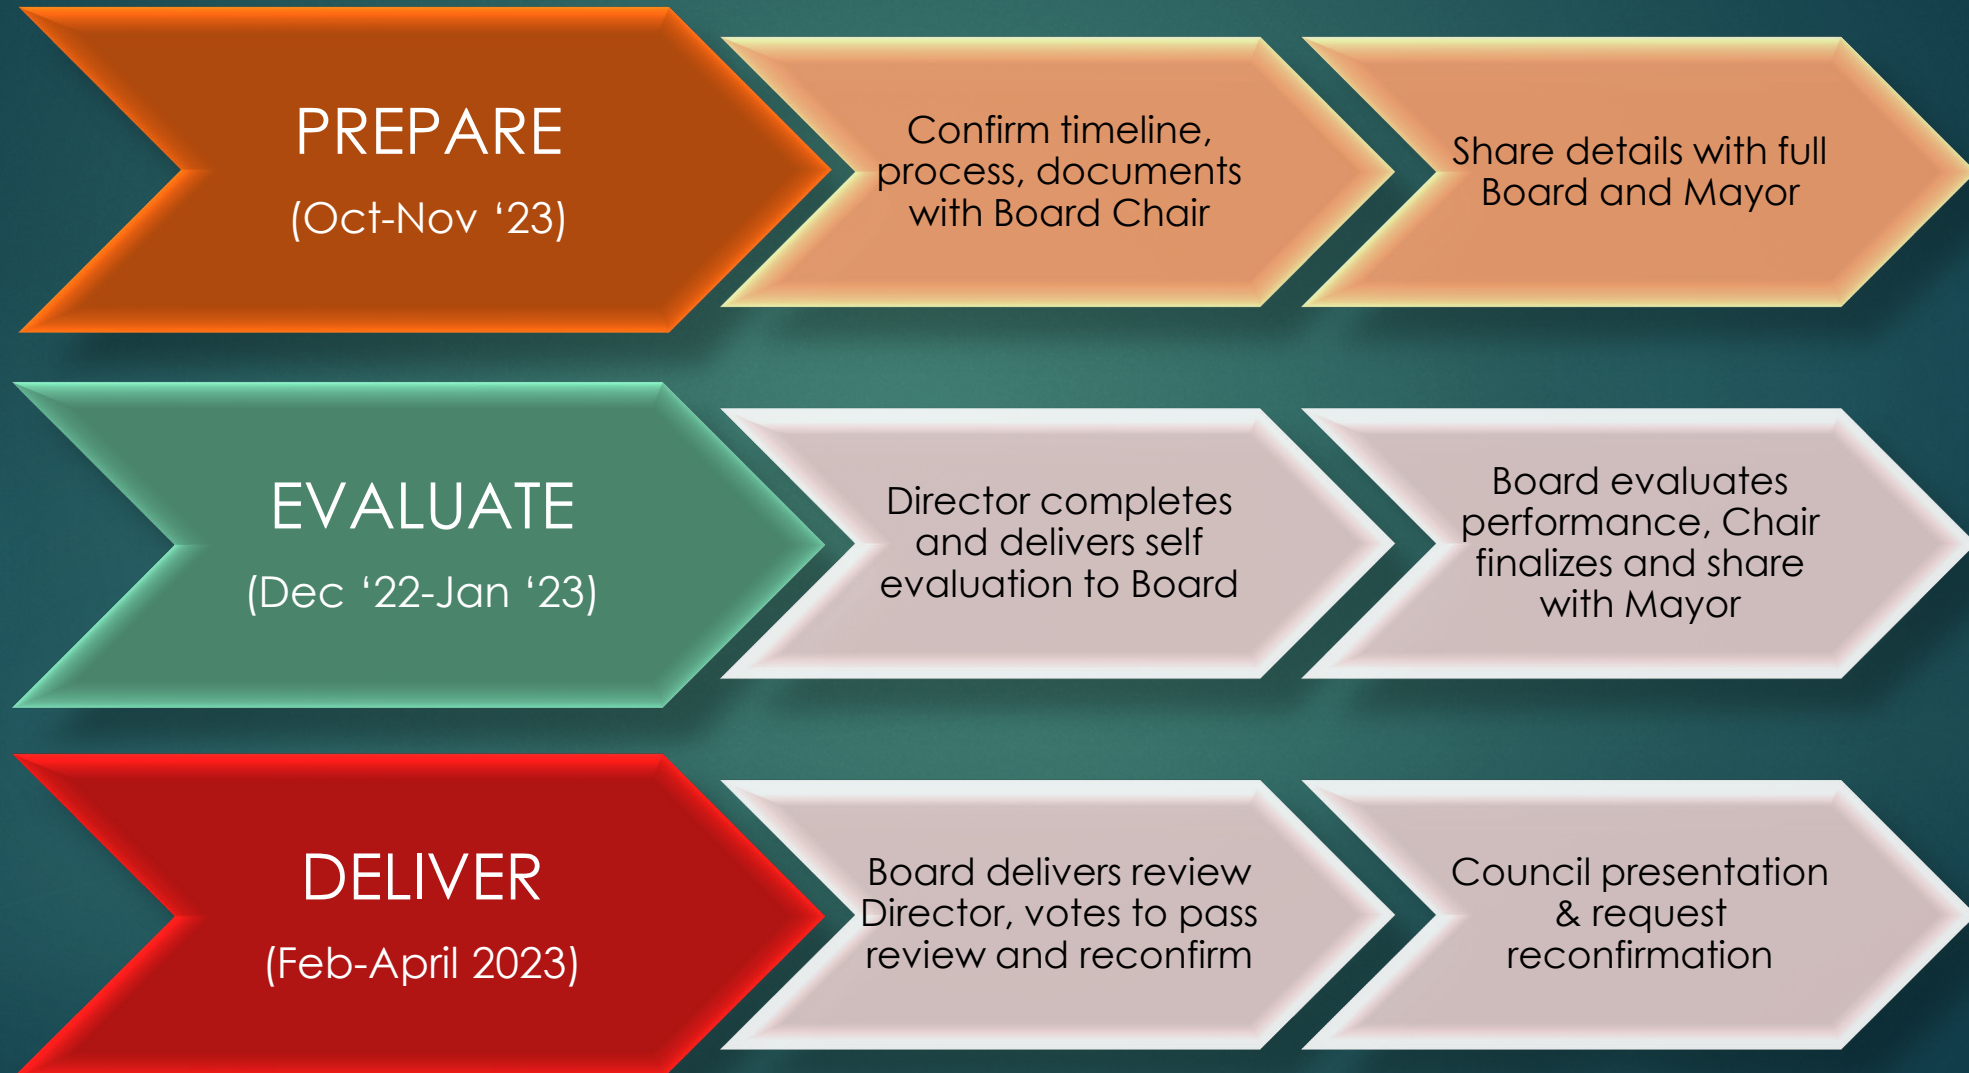 PREPARE
(Oct-Nov ‘23)
Confirm timeline,
process, documents
with Board Chair
Share details with full
Board and Mayor
EVALUATE
(Dec ‘22-Jan ‘23)
Director completes
and delivers self
evaluation to Board
Board evaluates
performance, Chair
finalizes and share
with Mayor
DELIVER
(Feb-April 2023)
Board delivers review
Director, votes to pass
review and reconfirm
Council presentation
& request
reconfirmation